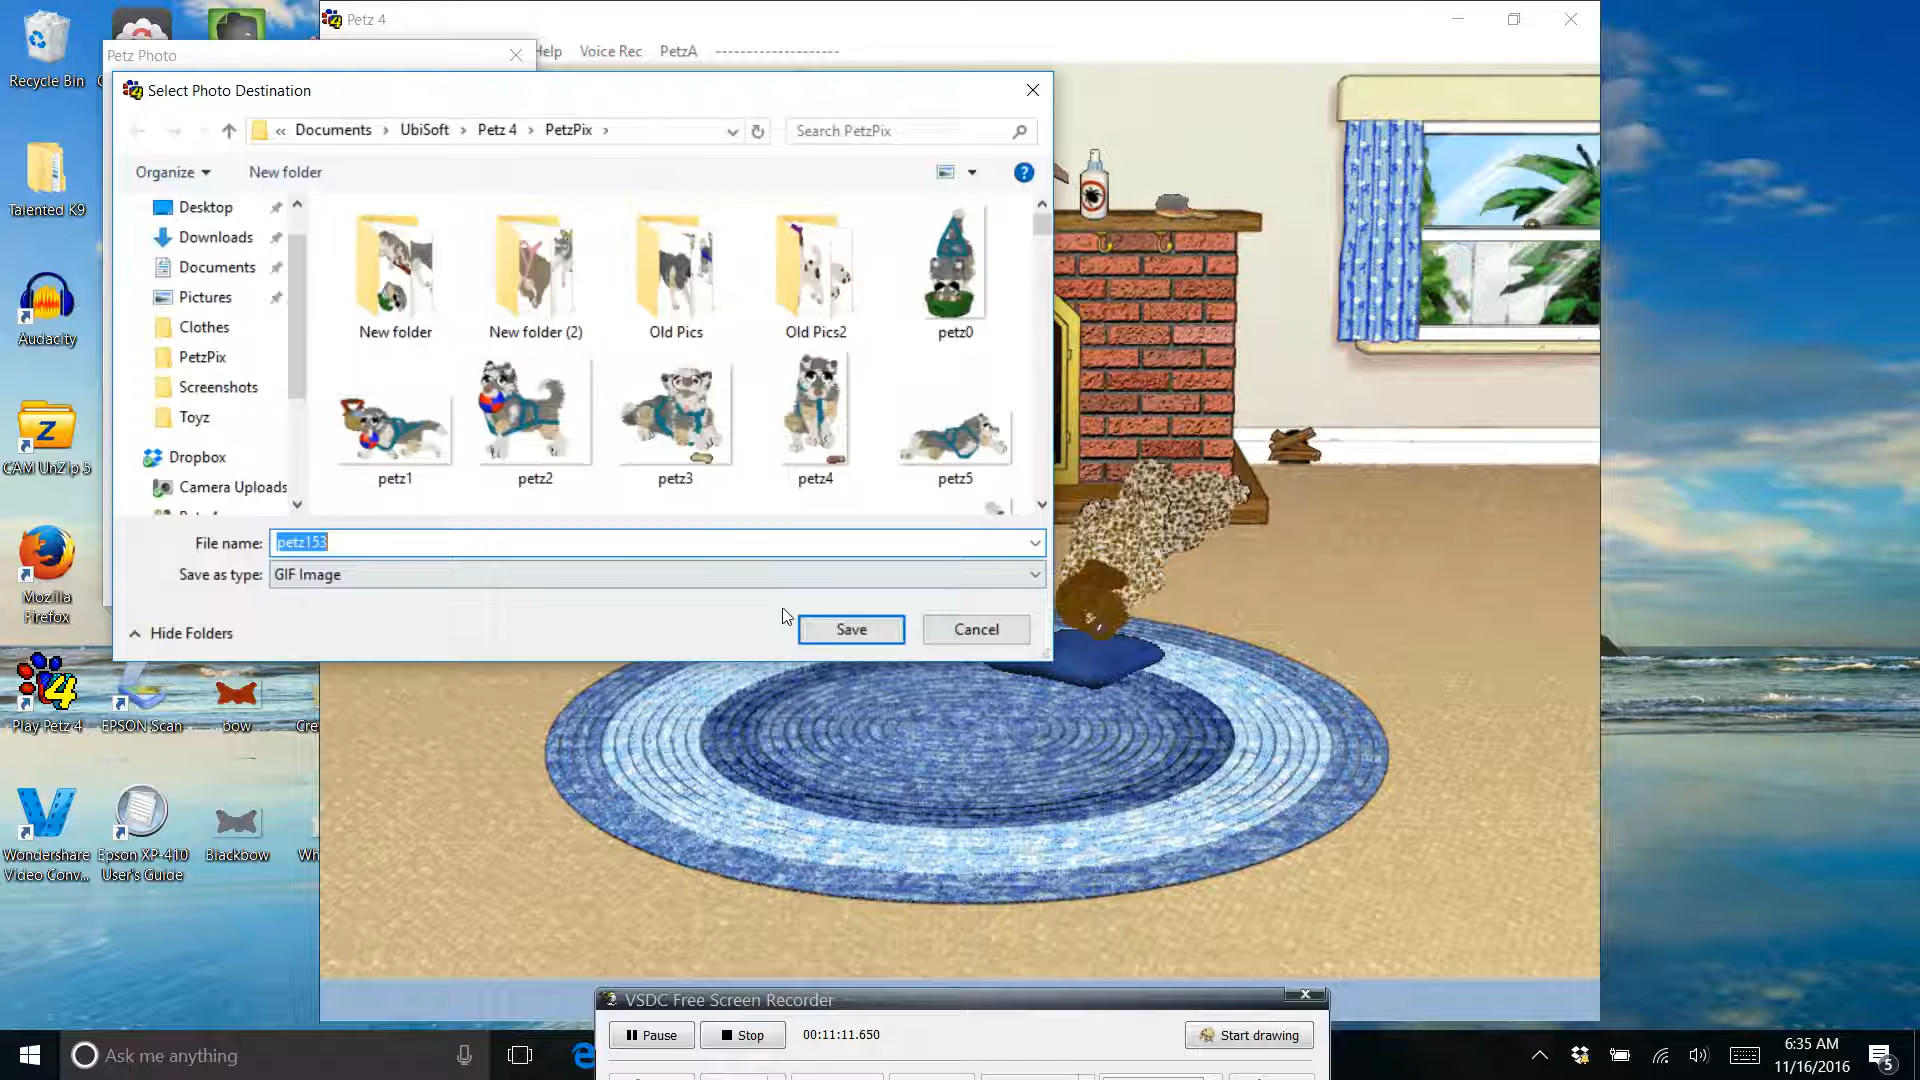 Petz 4
Recycle Bin
Petz Photo
Help Voice Rec PetzA --------------------
Select Photo Destination
« Documents › UbiSoft › Petz 4 › PetzPix ›
Search PetzPix
Organize
New folder
Desktop
Downloads
Documents
Pictures
Clothes
PetzPix
Screenshots
Toyz
Dropbox
Camera Uploads
New folder
New folder (2)
Old Pics
Old Pics2
petz0
petz1
petz2
petz3
petz4
petz5
File name: petz153
Save as type: GIF Image
Hide Folders
Save
Cancel
Talented K9
Audacity
CAM UnZip 5
Mozilla
Firefox
Play Petz 4
EPSON Scan
bow
Cre
Wondershare
Video Conv...
Epson XP-410
User's Guide
Blackbow
Wh
VSDC Free Screen Recorder
Pause
Stop
00:11:11.650
Start drawing
Ask me anything
6:35 AM
11/16/2016
5